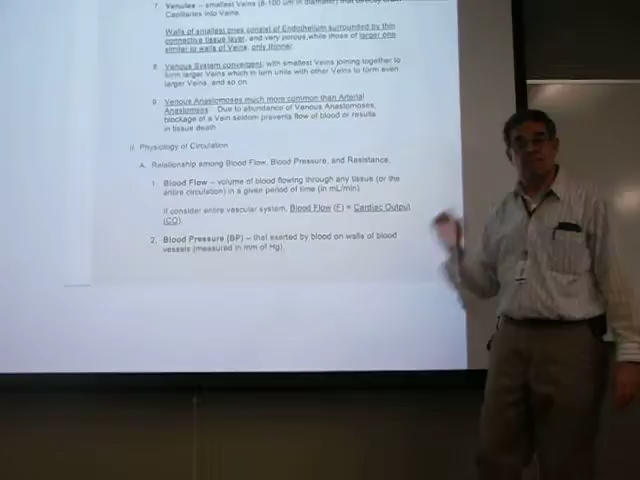 7. Venules – smallest Veins (8-100 um in diameter) that directly drain
Capillaries into Veins.
Walls of smallest ones consist of Endothelium surrounded by thin
connective tissue layer, and very porous,while those of larger one
similar to walls of Veins, only thinner.
8. Venous System convergent, with smallest Veins joining together to
form larger Veins which in turn unite with other Veins to form even
larger Veins, and so on.
9. Venous Anastomoses much more common than Arterial
Anastomoses. Due to abundance of Venous Anastomoses,
blockage of a Vein seldom prevents flow of blood or results
in tissue death
II. Physiology of Circulation
A. Relationship among Blood Flow, Blood Pressure, and Resistance.
1. Blood Flow – volume of blood flowing through any tissue (or the
entire circulation) in a given period of time (in mL/min)
If consider entire vascular system, Blood Flow (F) = Cardiac Output
(CO).
2. Blood Pressure (BP) – that exerted by blood on walls of blood
vessels (measured in mm of Hg).